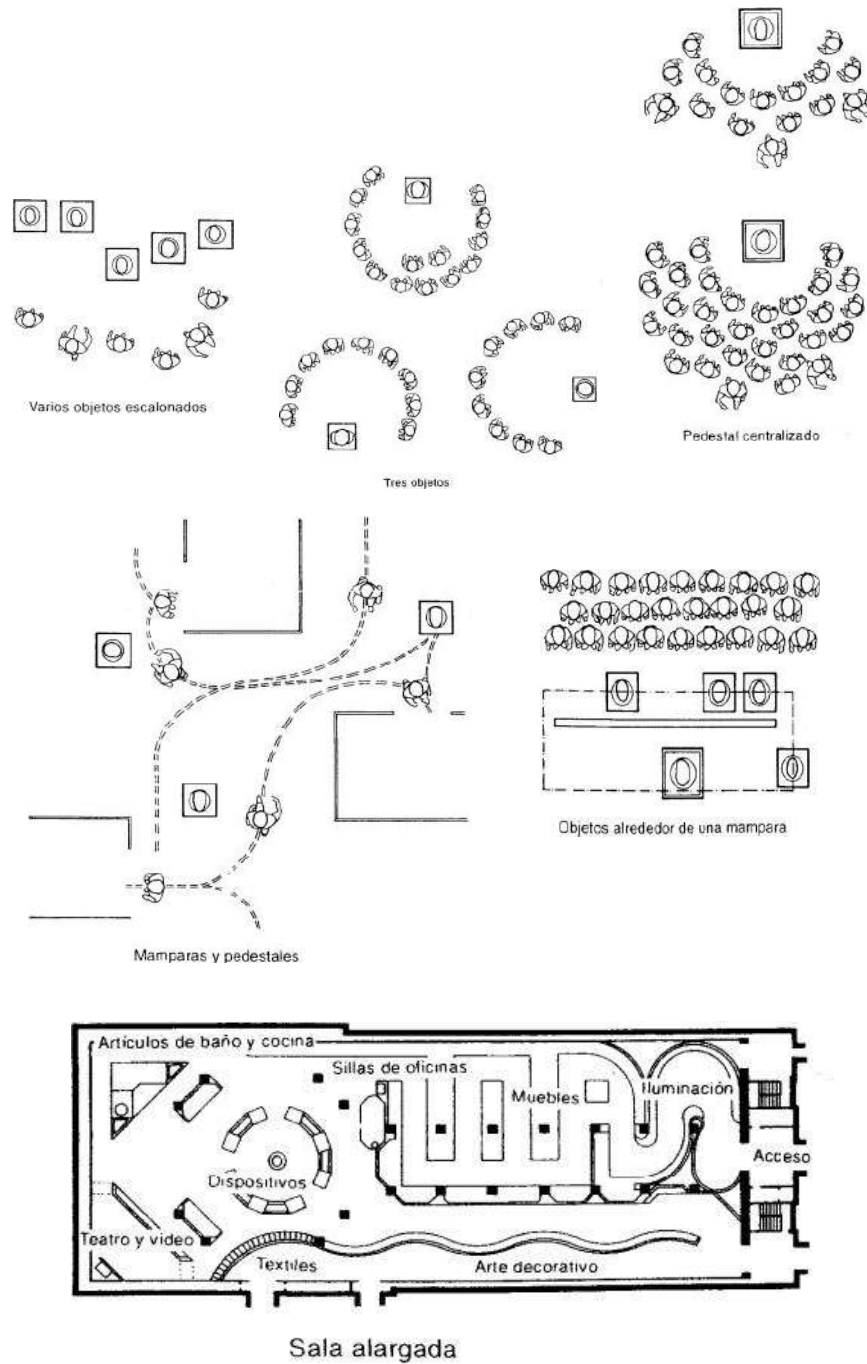 Varios objetos escalonados
Pedestal centralizado
Tres objetos
Objetos alrededor de una mampara
Mamparas y pedestales
Artículos de baño y cocina
Sillas de oficinas
Muebles
Iluminación
Acceso
Dispositivos
Teatro y video
Textiles
Arte decorativo
Sala alargada